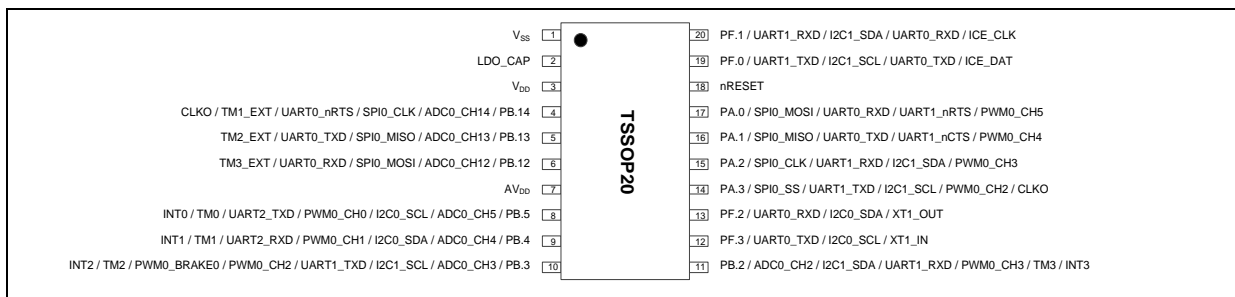 VSS 1
LDO_CAP 2
VDD 3
CLKO / TM1_EXT / UART0_nRTS / SPI0_CLK / ADC0_CH14 / PB.14 4
TM2_EXT / UART0_TXD / SPI0_MISO / ADC0_CH13 / PB.13 5
TM3_EXT / UART0_RXD / SPI0_MOSI / ADC0_CH12 / PB.12 6
AVDD 7
INT0 / TM0 / UART2_TXD / PWM0_CH0 / I2C0_SCL / ADC0_CH5 / PB.5 8
INT1 / TM1 / UART2_RXD / PWM0_CH1 / I2C0_SDA / ADC0_CH4 / PB.4 9
INT2 / TM2 / PWM0_BRAKE0 / PWM0_CH2 / UART1_TXD / I2C1_SCL / ADC0_CH3 / PB.3 10
TSSOP20
20 PF.1 / UART1_RXD / I2C1_SDA / UART0_RXD / ICE_CLK
19 PF.0 / UART1_TXD / I2C1_SCL / UART0_TXD / ICE_DAT
18 nRESET
17 PA.0 / SPI0_MOSI / UART0_RXD / UART1_nRTS / PWM0_CH5
16 PA.1 / SPI0_MISO / UART0_TXD / UART1_nCTS / PWM0_CH4
15 PA.2 / SPI0_CLK / UART1_RXD / I2C1_SDA / PWM0_CH3
14 PA.3 / SPI0_SS / UART1_TXD / I2C1_SCL / PWM0_CH2 / CLKO
13 PF.2 / UART0_RXD / I2C0_SDA / XT1_OUT
12 PF.3 / UART0_TXD / I2C0_SCL / XT1_IN
11 PB.2 / ADC0_CH2 / I2C1_SDA / UART1_RXD / PWM0_CH3 / TM3 / INT3